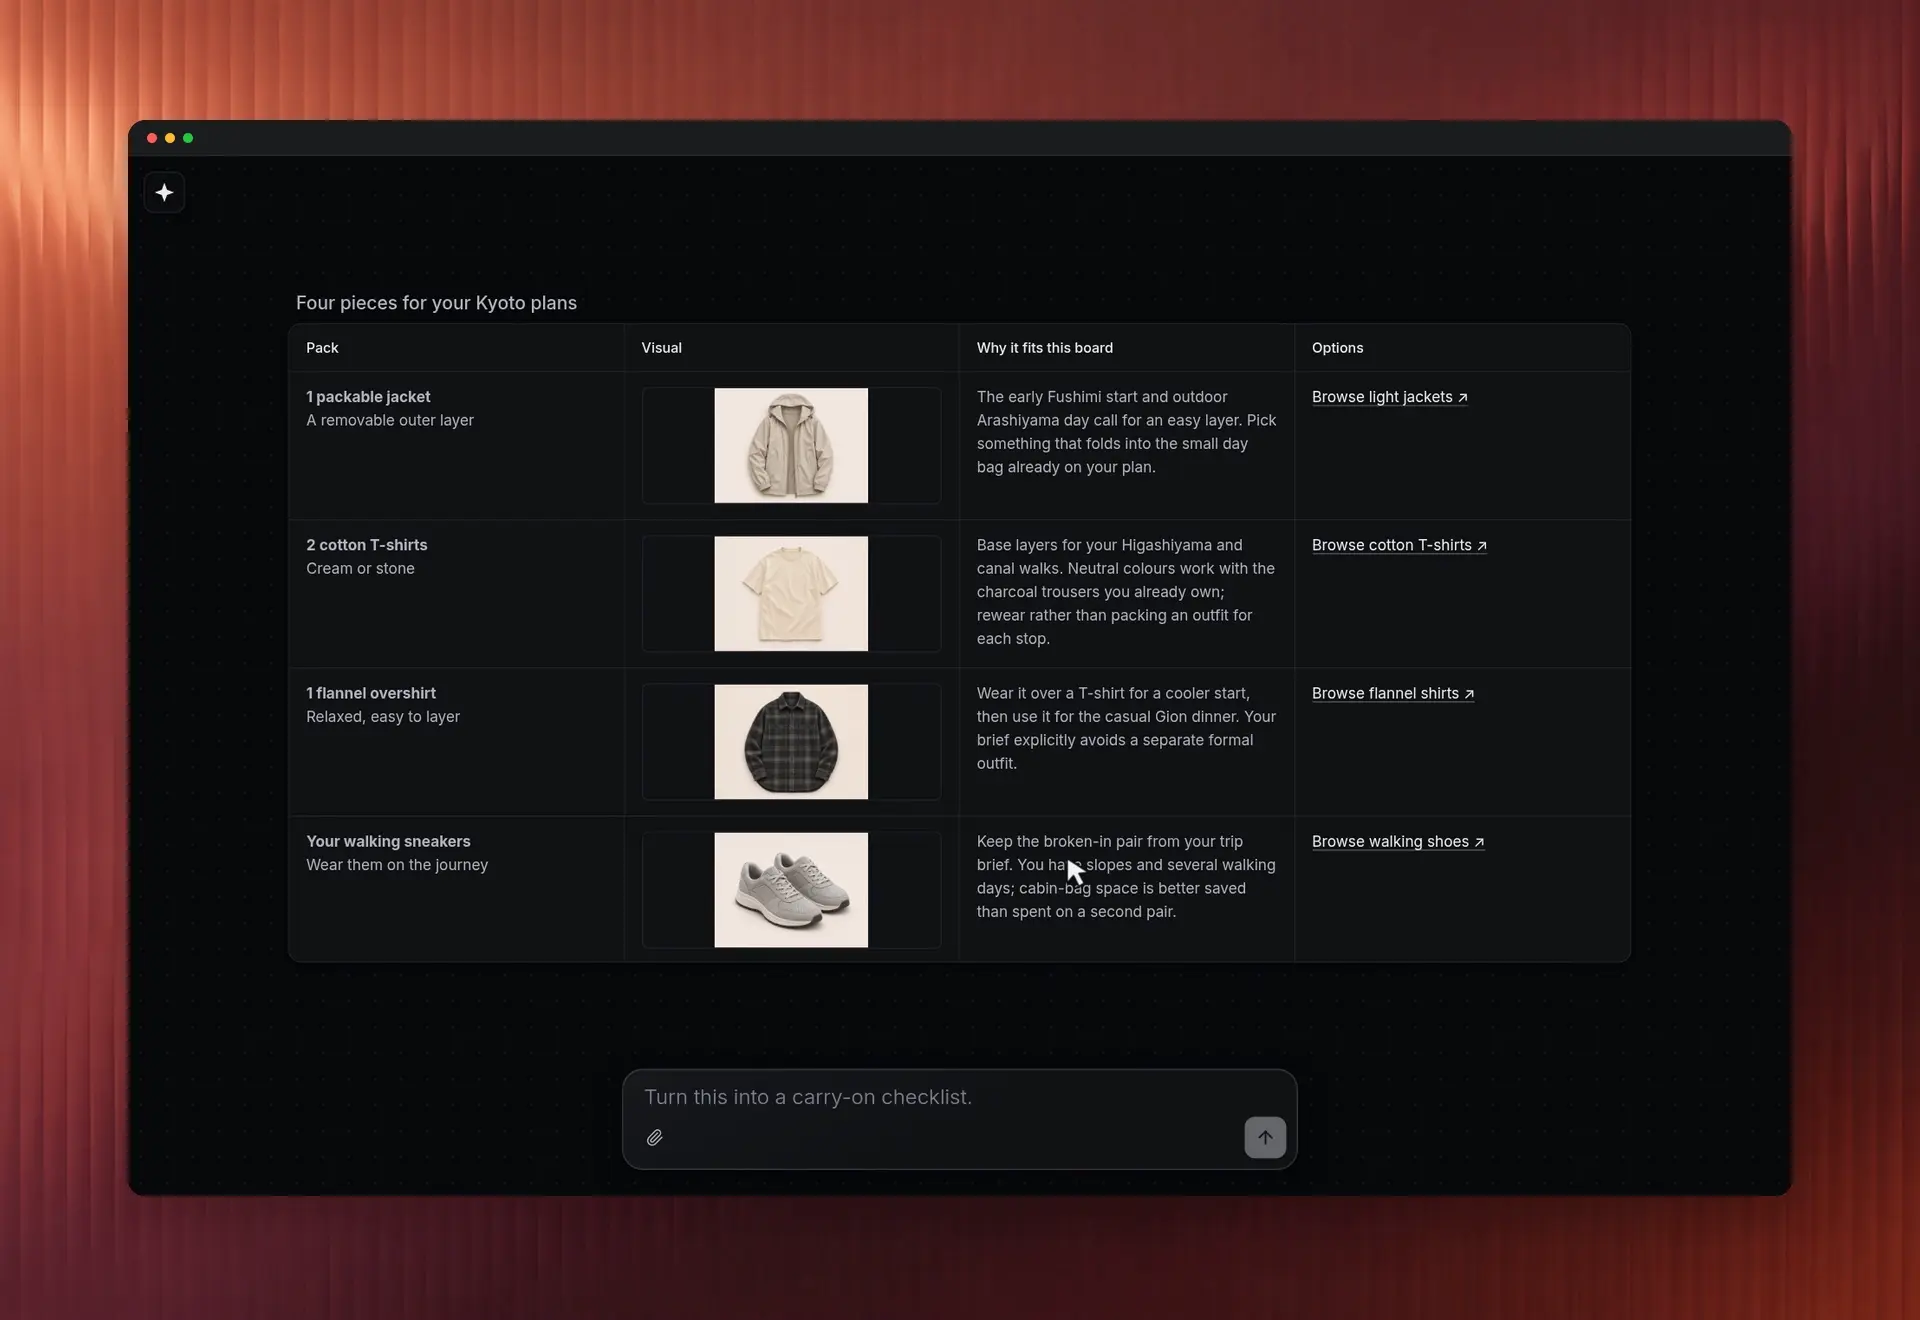 Four pieces for your Kyoto plans
Pack
Visual
Why it fits this board
Options
1 packable jacket
A removable outer layer
The early Fushimi start and outdoor
Arashiyama day call for an easy layer. Pick
something that folds into the small day
bag already on your plan.
Browse light jackets ↗
2 cotton T-shirts
Cream or stone
Base layers for your Higashiyama and
canal walks. Neutral colours work with the
charcoal trousers you already own;
rewear rather than packing an outfit for
each stop.
Browse cotton T-shirts ↗
1 flannel overshirt
Relaxed, easy to layer
Wear it over a T-shirt for a cooler start,
then use it for the casual Gion dinner. Your
brief explicitly avoids a separate formal
outfit.
Browse flannel shirts ↗
Your walking sneakers
Wear them on the journey
Keep the broken-in pair from your trip
brief. You have slopes and several walking
days; cabin-bag space is better saved
than spent on a second pair.
Browse walking shoes ↗
Turn this into a carry-on checklist.